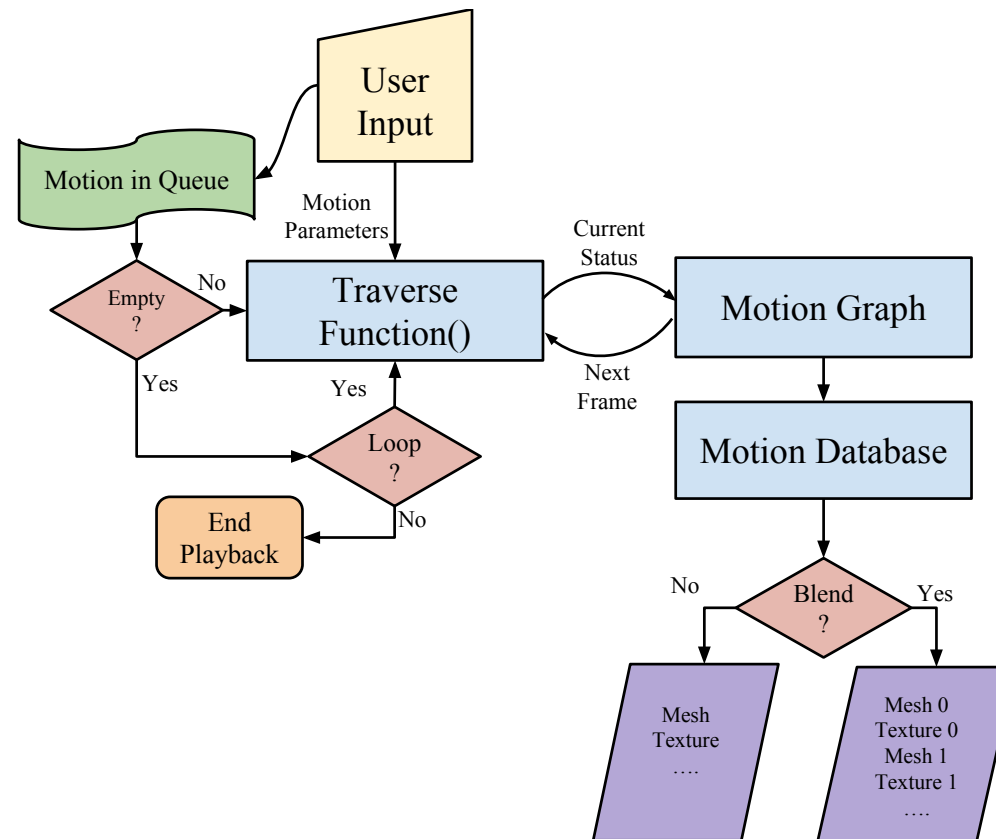 User
Input
Motion in Queue
Motion
Parameters
Current
Status
Empty
?
No
Traverse
Function()
Motion Graph
Yes
Yes
Next
Frame
Loop
?
Motion Database
No
End
Playback
No
Blend
?
Yes
Mesh
Texture
....
Mesh 0
Texture 0
Mesh 1
Texture 1
....